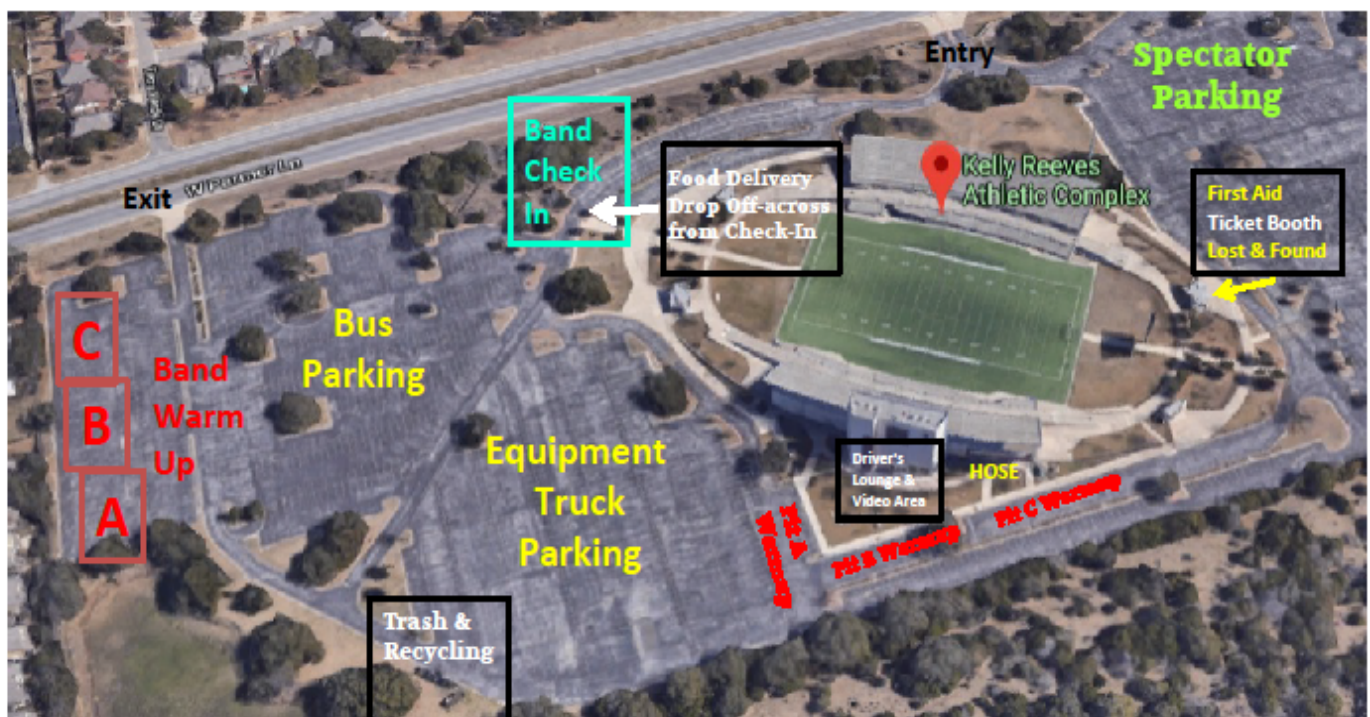 Entry
Spectator
Parking
Band
Check
In
Food Delivery
Drop Off-across
from Check-In
Kelly Reeves
Athletic Complex
First Aid
Ticket Booth
Lost & Found
Exit
W Parmer Ln
C
B
A
Band
Warm
Up
Bus
Parking
Equipment
Truck
Parking
Driver's
Lounge &
Video Area
HOSE
Pit A
Warmup
Pit B Warmup
Pit C Warmup
Trash &
Recycling